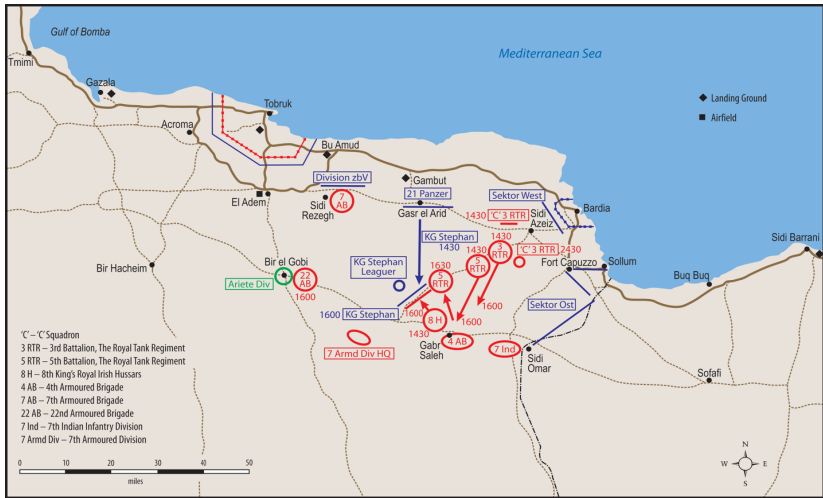 Gulf of Bomba
Tmimi
Gazala
Mediterranean Sea
Landing Ground
Airfield
Tobruk
Acroma
Bu Amud
Division zbV
Gambut
21 Panzer
Sektor West
El Adem
Sidi
Rezegh
7
AB
Gasr el Arid
1430
'C' 3 RTR
Sidi
Azeiz
Bardia
KG Stephan
1430
1430
3
RTR
'C' 3 RTR
2430
Sidi Barrani
Bir Hacheim
Bir el Gobi
Ariete Div
22
AB
1600
KG Stephan
Leaguer
1630
5
RTR
1430
5
RTR
Fort Capuzzo
Sollum
Buq Buq
1600
KG Stephan
1600
1600
1600
Sektor Ost
8 H
1430
7 Armd Div HQ
Gabr
Saleh
4 AB
7 Ind
Sidi
Omar
Sofafi
'C' – 'C' Squadron
3 RTR – 3rd Battalion, The Royal Tank Regiment
5 RTR – 5th Battalion, The Royal Tank Regiment
8 H – 8th King's Royal Irish Hussars
4 AB – 4th Armoured Brigade
7 AB – 7th Armoured Brigade
22 AB – 22nd Armoured Brigade
7 Ind – 7th Indian Infantry Division
7 Armd Div – 7th Armoured Division
0 10 20 30 40 50
miles
N
W E
S